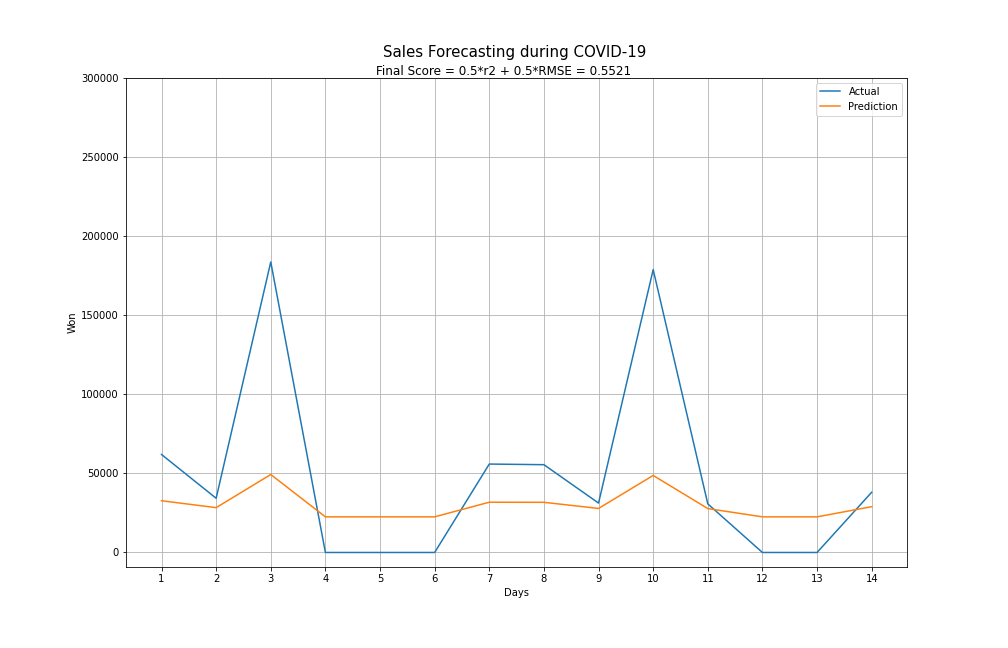 Sales Forecasting during COVID-19
Final Score = 0.5*r2 + 0.5*RMSE = 0.5521
Actual
Prediction
300000
250000
200000
150000
100000
50000
0
Won
1 2 3 4 5 6 7 8 9 10 11 12 13 14
Days